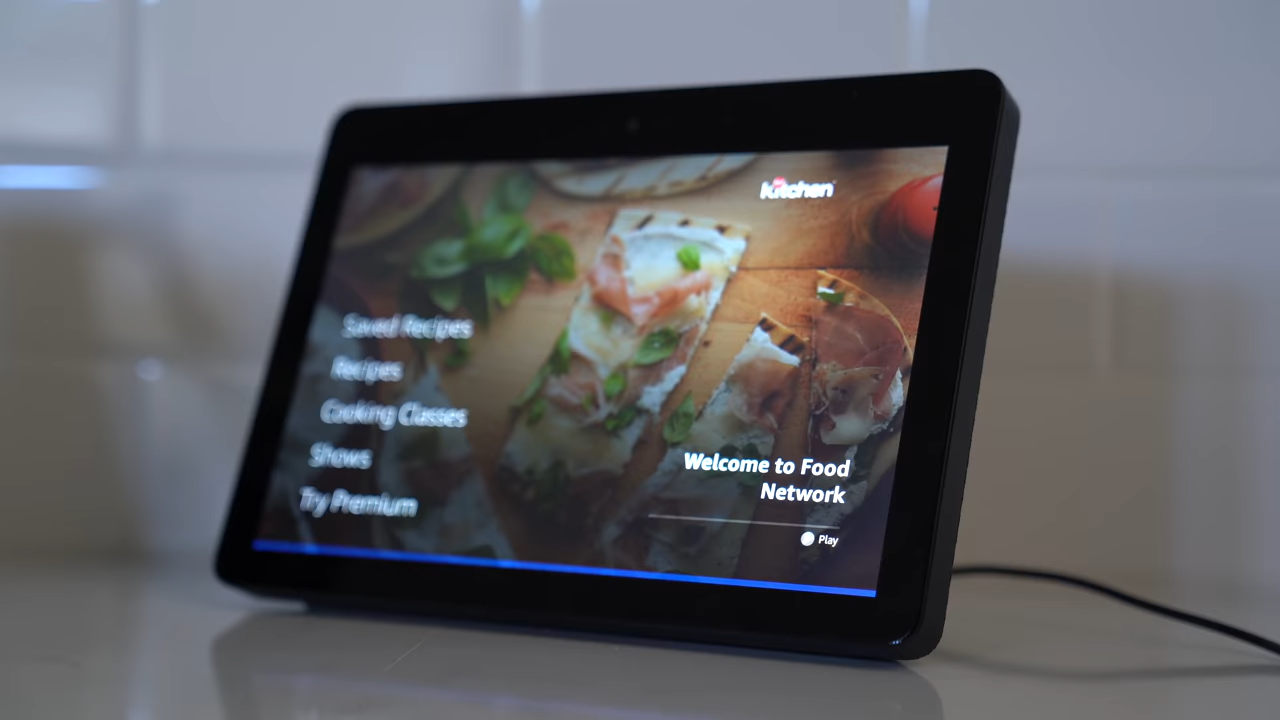 Kitchen
Saved Recipes
Recipes
Cooking Classes
Shows
Try Premium
Welcome to Food
Network
Play